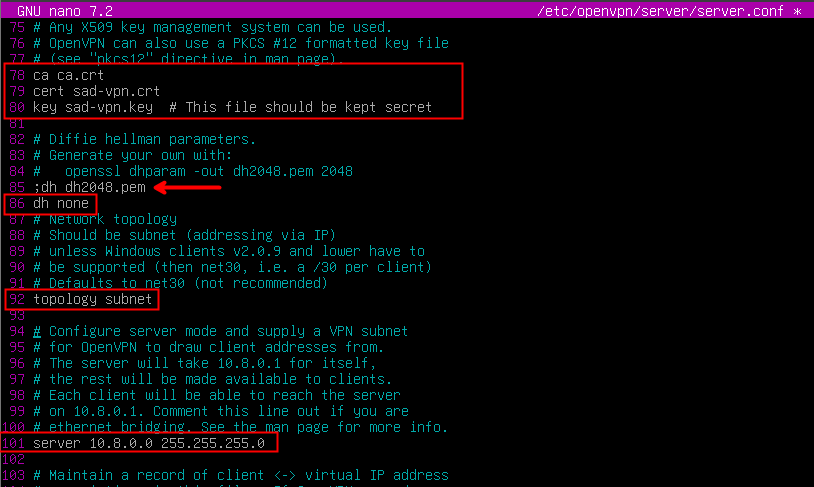 GNU nano 7.2 /etc/openvpn/server/server.conf *
75 # Any X509 key management system can be used.
76 # OpenVPN can also use a PKCS #12 formatted key file
77 # (see "pkcs12" directive in man page).
78 ca ca.crt
79 cert sad-vpn.crt
80 key sad-vpn.key  # This file should be kept secret
81
82 # Diffie hellman parameters.
83 # Generate your own with:
84 #   openssl dhparam -out dh2048.pem 2048
85 ;dh dh2048.pem
86 dh none
87 # Network topology
88 # Should be subnet (addressing via IP)
89 # unless Windows clients v2.0.9 and lower have to
90 # be supported (then net30, i.e. a /30 per client)
91 # Defaults to net30 (not recommended)
92 topology subnet
93
94 # Configure server mode and supply a VPN subnet
95 # for OpenVPN to draw client addresses from.
96 # The server will take 10.8.0.1 for itself,
97 # the rest will be made available to clients.
98 # Each client will be able to reach the server
99 # on 10.8.0.1. Comment this line out if you are
100 # ethernet bridging. See the man page for more info.
101 server 10.8.0.0 255.255.255.0
102
103 # Maintain a record of client <-> virtual IP address